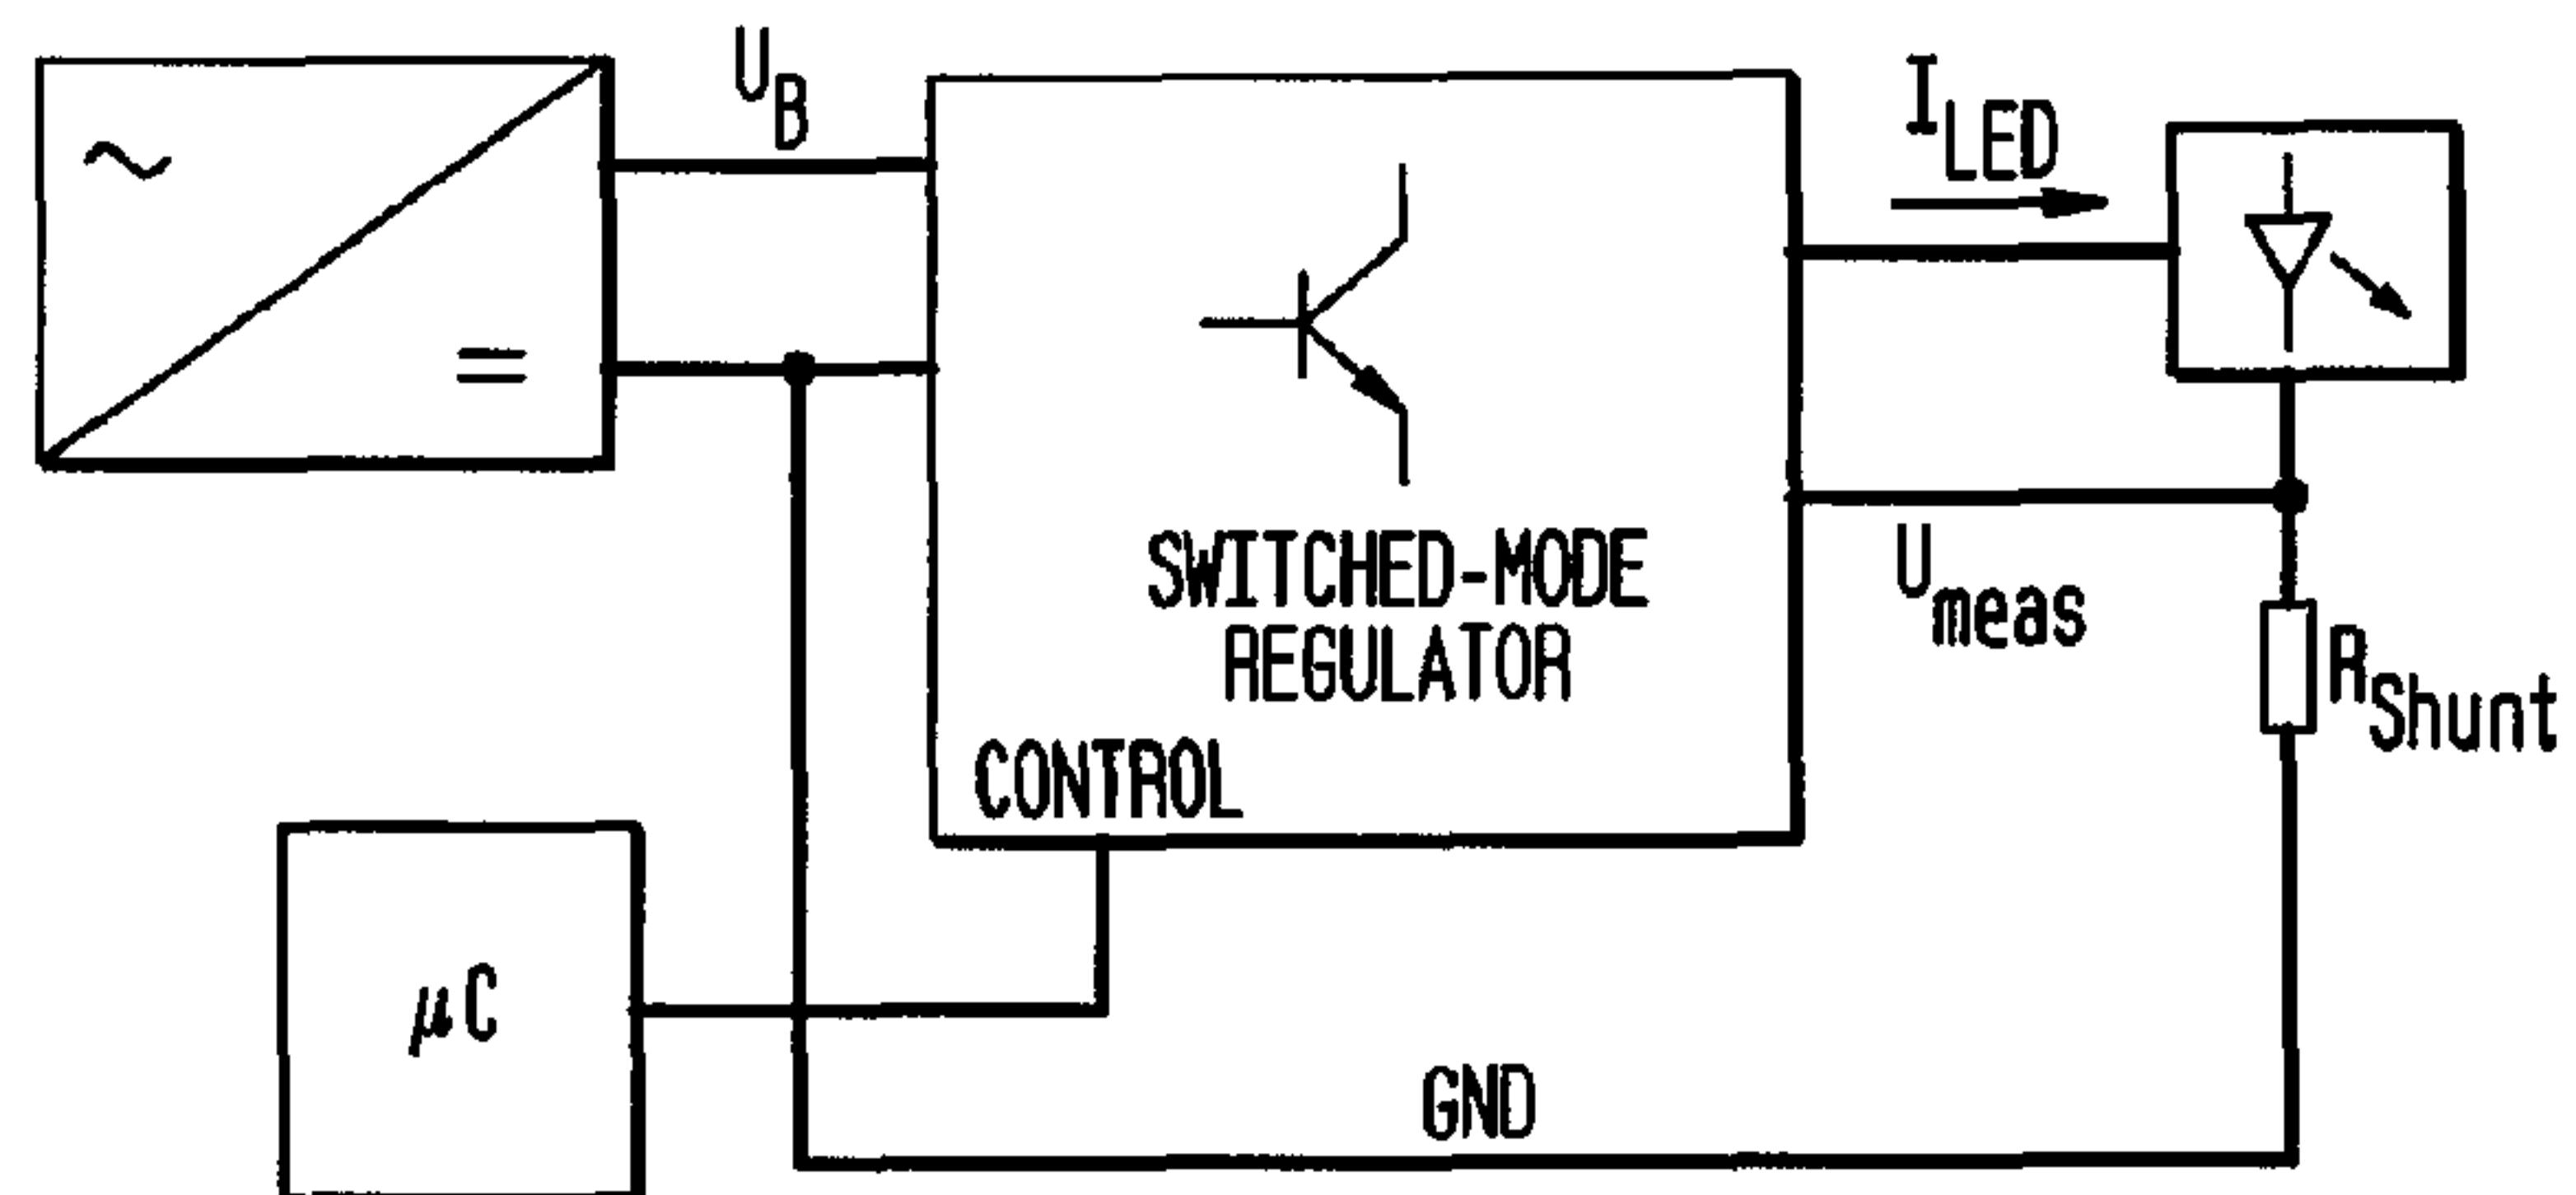 U_B
I_LED
SWITCHED-MODE
REGULATOR
U_meas
R_Shunt
CONTROL
µC
GND